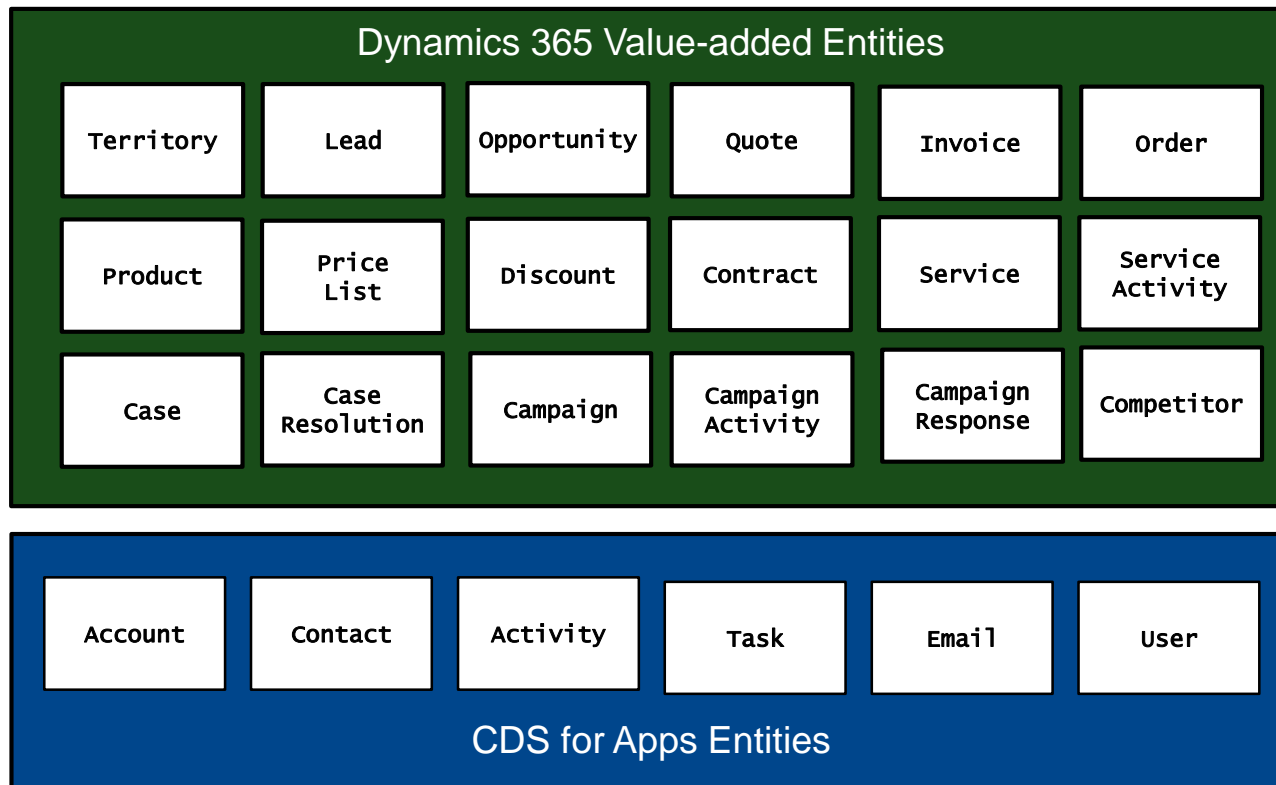 Dynamics 365 Value-added Entities
Territory
Lead
Opportunity
Quote
Invoice
Order
Product
Price
List
Discount
Contract
Service
Service
Activity
Case
Case
Resolution
Campaign
Campaign
Activity
Campaign
Response
Competitor
Account
Contact
Activity
Task
Email
User
CDS for Apps Entities